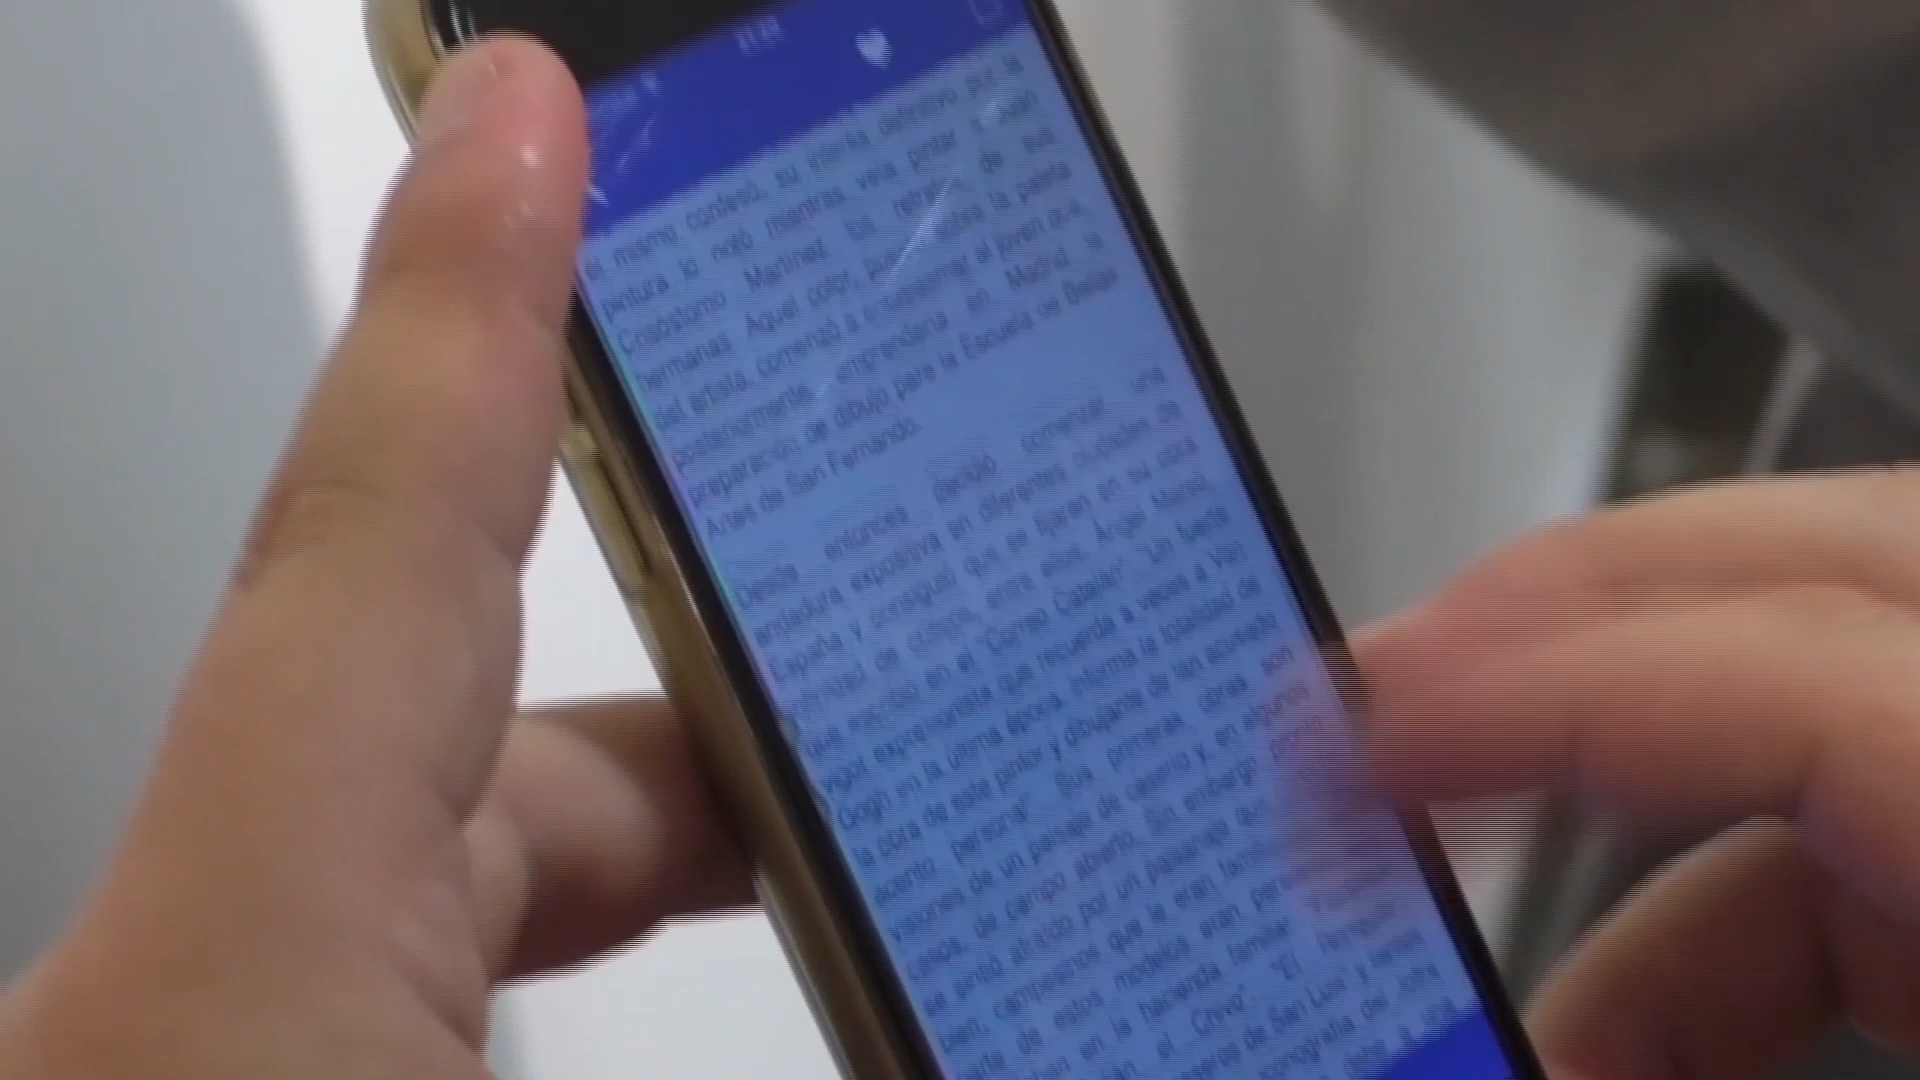 él mismo confesó, su interés definitivo por la
pintura lo notó mientras veía pintar a Juan
Cosóstomo Martínez los retratos de sus
hermanas. Aquel color, puesto sobre la paleta
del artista, comenzó a entusiasmar al joven que,
posteriormente, emprendería en Madrid la
preparación de dibujo para la Escuela de Bellas
Artes de San Fernando.
Desde entonces decidió comenzar una
andadura expositiva en diferentes ciudades de
España y consiguió que se fijaran en su obra
infinidad de críticos, entre ellos, Ángel Marsá,
que escribió en el "Correo Catalán" "Un fuerte
vigor expresionista que recuerda a veces a Van
Gogh en la última época, informa la totalidad de
la obra de este pintor y dibujante de tan acusado
acento personal". Sus primeras obras son
visiones de un paisaje de caserío y, en algunos
casos, de campo abierto. Sin embargo, pronto
se sintió atraído por un paisanaje que
bien, campesinos que le eran
parte de estos modelos eran
en la hacienda familiar
el Chivo". "El
de San Luis" y varios
iconografía del
debe a una